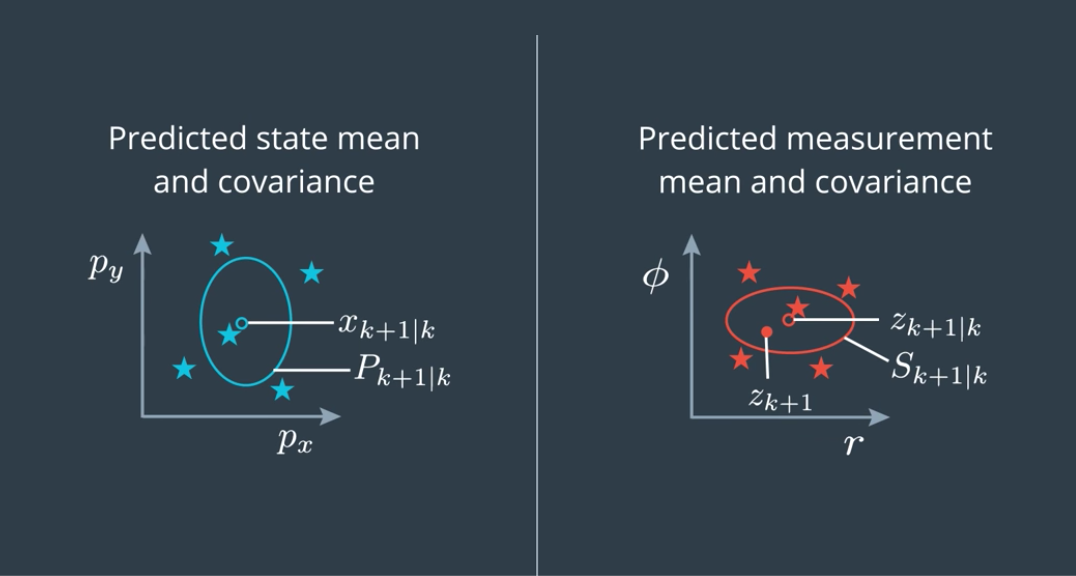 Predicted state mean
and covariance
p_y
x_{k+1|k}
P_{k+1|k}
p_x
Predicted measurement
mean and covariance
ϕ
z_{k+1|k}
S_{k+1|k}
z_{k+1}
r